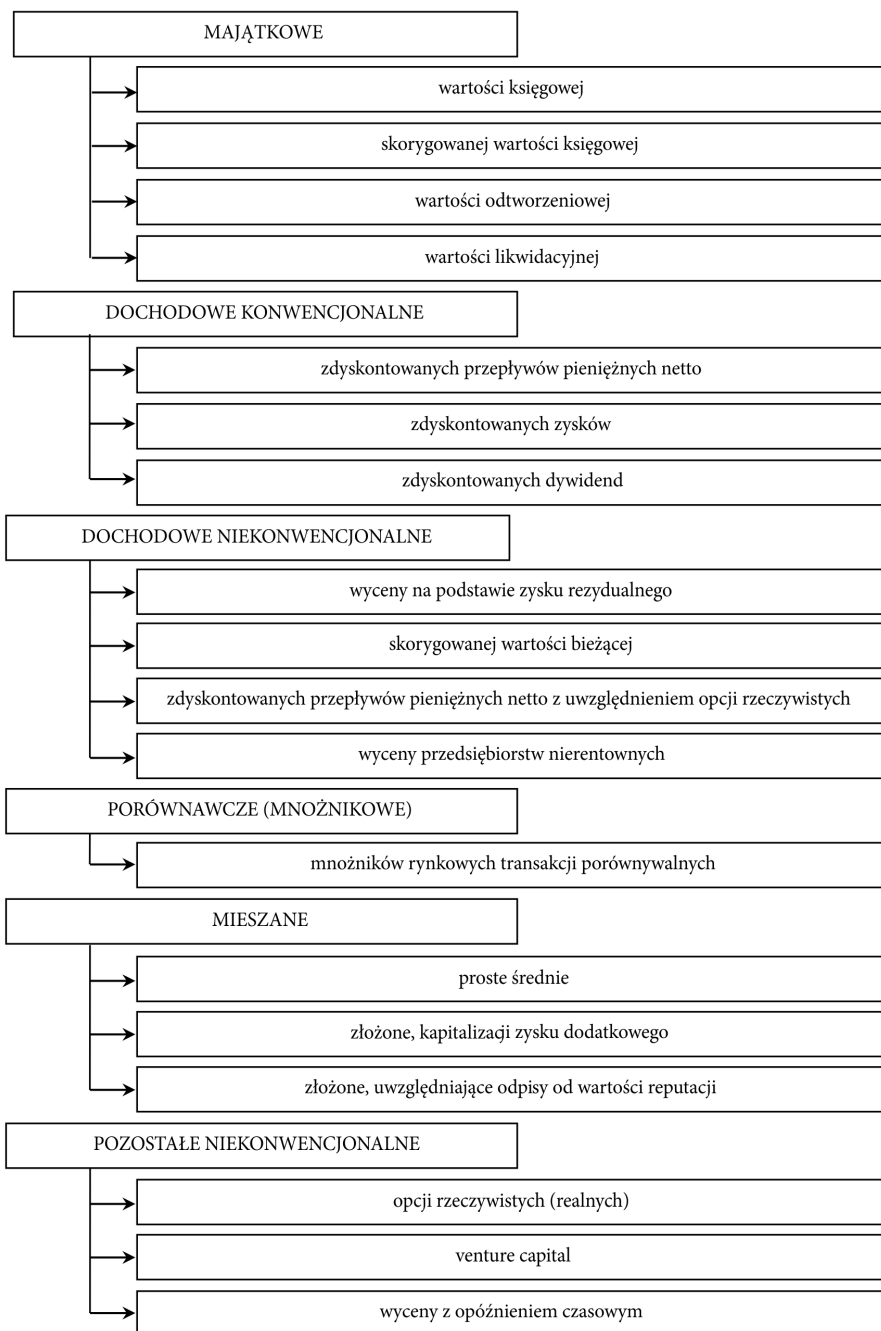 MAJĄTKOWE
wartości księgowej
skorygowanej wartości księgowej
wartości odtworzeniowej
wartości likwidacyjnej
DOCHODOWE KONWENCJONALNE
zdyskontowanych przepływów pieniężnych netto
zdyskontowanych zysków
zdyskontowanych dywidend
DOCHODOWE NIEKONWENCJONALNE
wyceny na podstawie zysku rezydualnego
skorygowanej wartości bieżącej
zdyskontowanych przepływów pieniężnych netto z uwzględnieniem opcji rzeczywistych
wyceny przedsiębiorstw nierentownych
PORÓWNAWCZE (MNOŻNIKOWE)
mnożników rynkowych transakcji porównywalnych
MIESZANE
proste średnie
złożone, kapitalizacji zysku dodatkowego
złożone, uwzględniające odpisy od wartości reputacji
POZOSTAŁE NIEKONWENCJONALNE
opcji rzeczywistych (realnych)
venture capital
wyceny z opóźnieniem czasowym